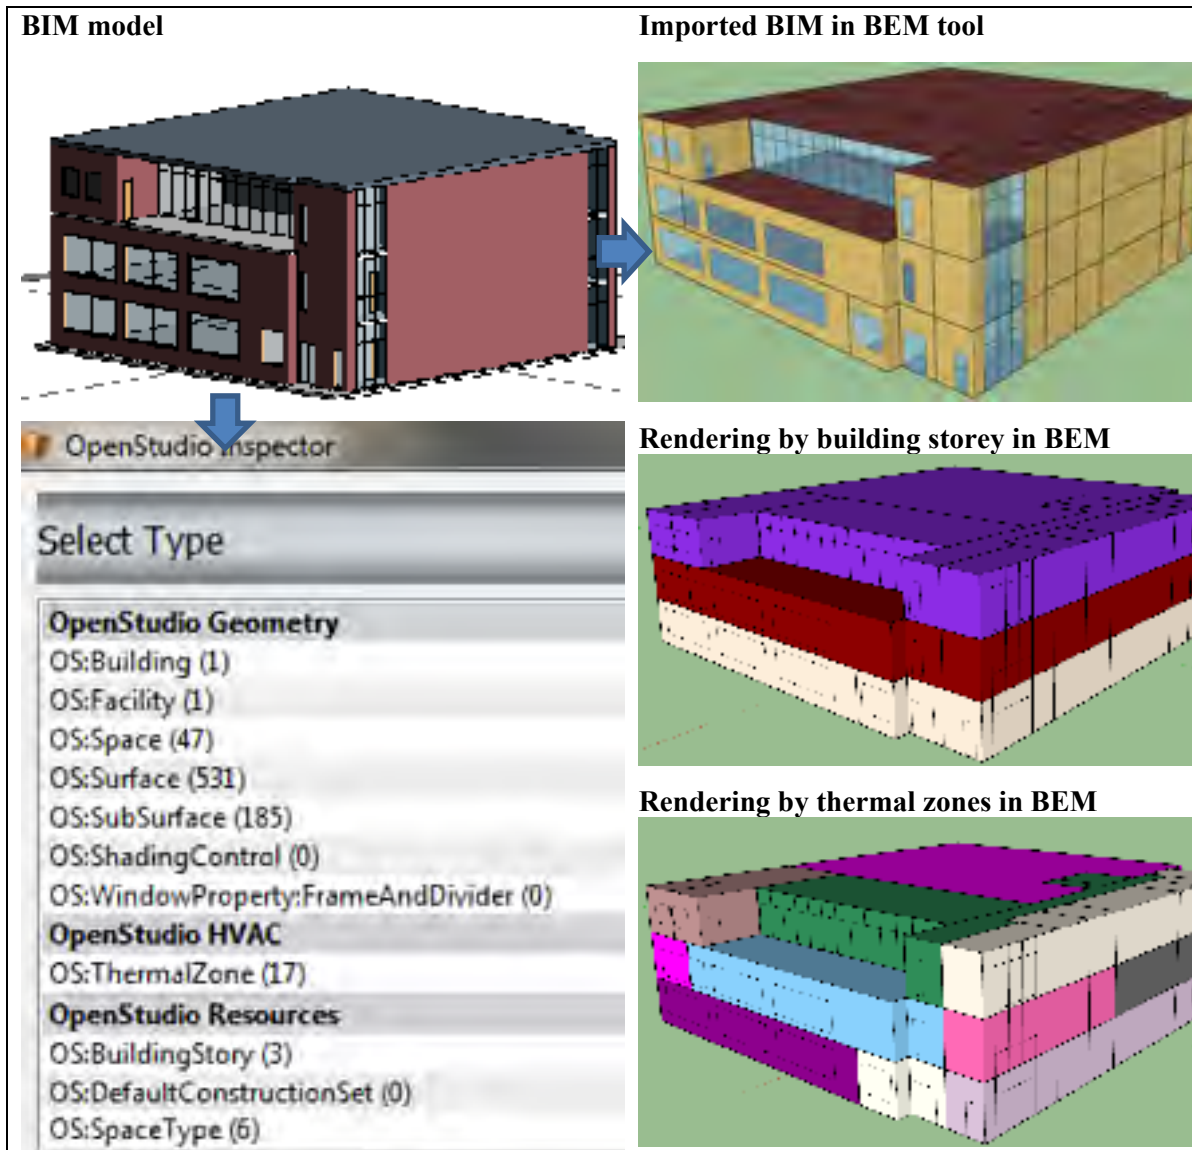 BIM model
Imported BIM in BEM tool
OpenStudio Inspector
Select Type
OpenStudio Geometry
OS:Building (1)
OS:Facility (1)
OS:Space (47)
OS:Surface (531)
OS:SubSurface (185)
OS:ShadingControl (0)
OS:WindowProperty:FrameAndDivider (0)
OpenStudio HVAC
OS:ThermalZone (17)
OpenStudio Resources
OS:BuildingStory (3)
OS:DefaultConstructionSet (0)
OS:SpaceType (6)
Rendering by building storey in BEM
Rendering by thermal zones in BEM